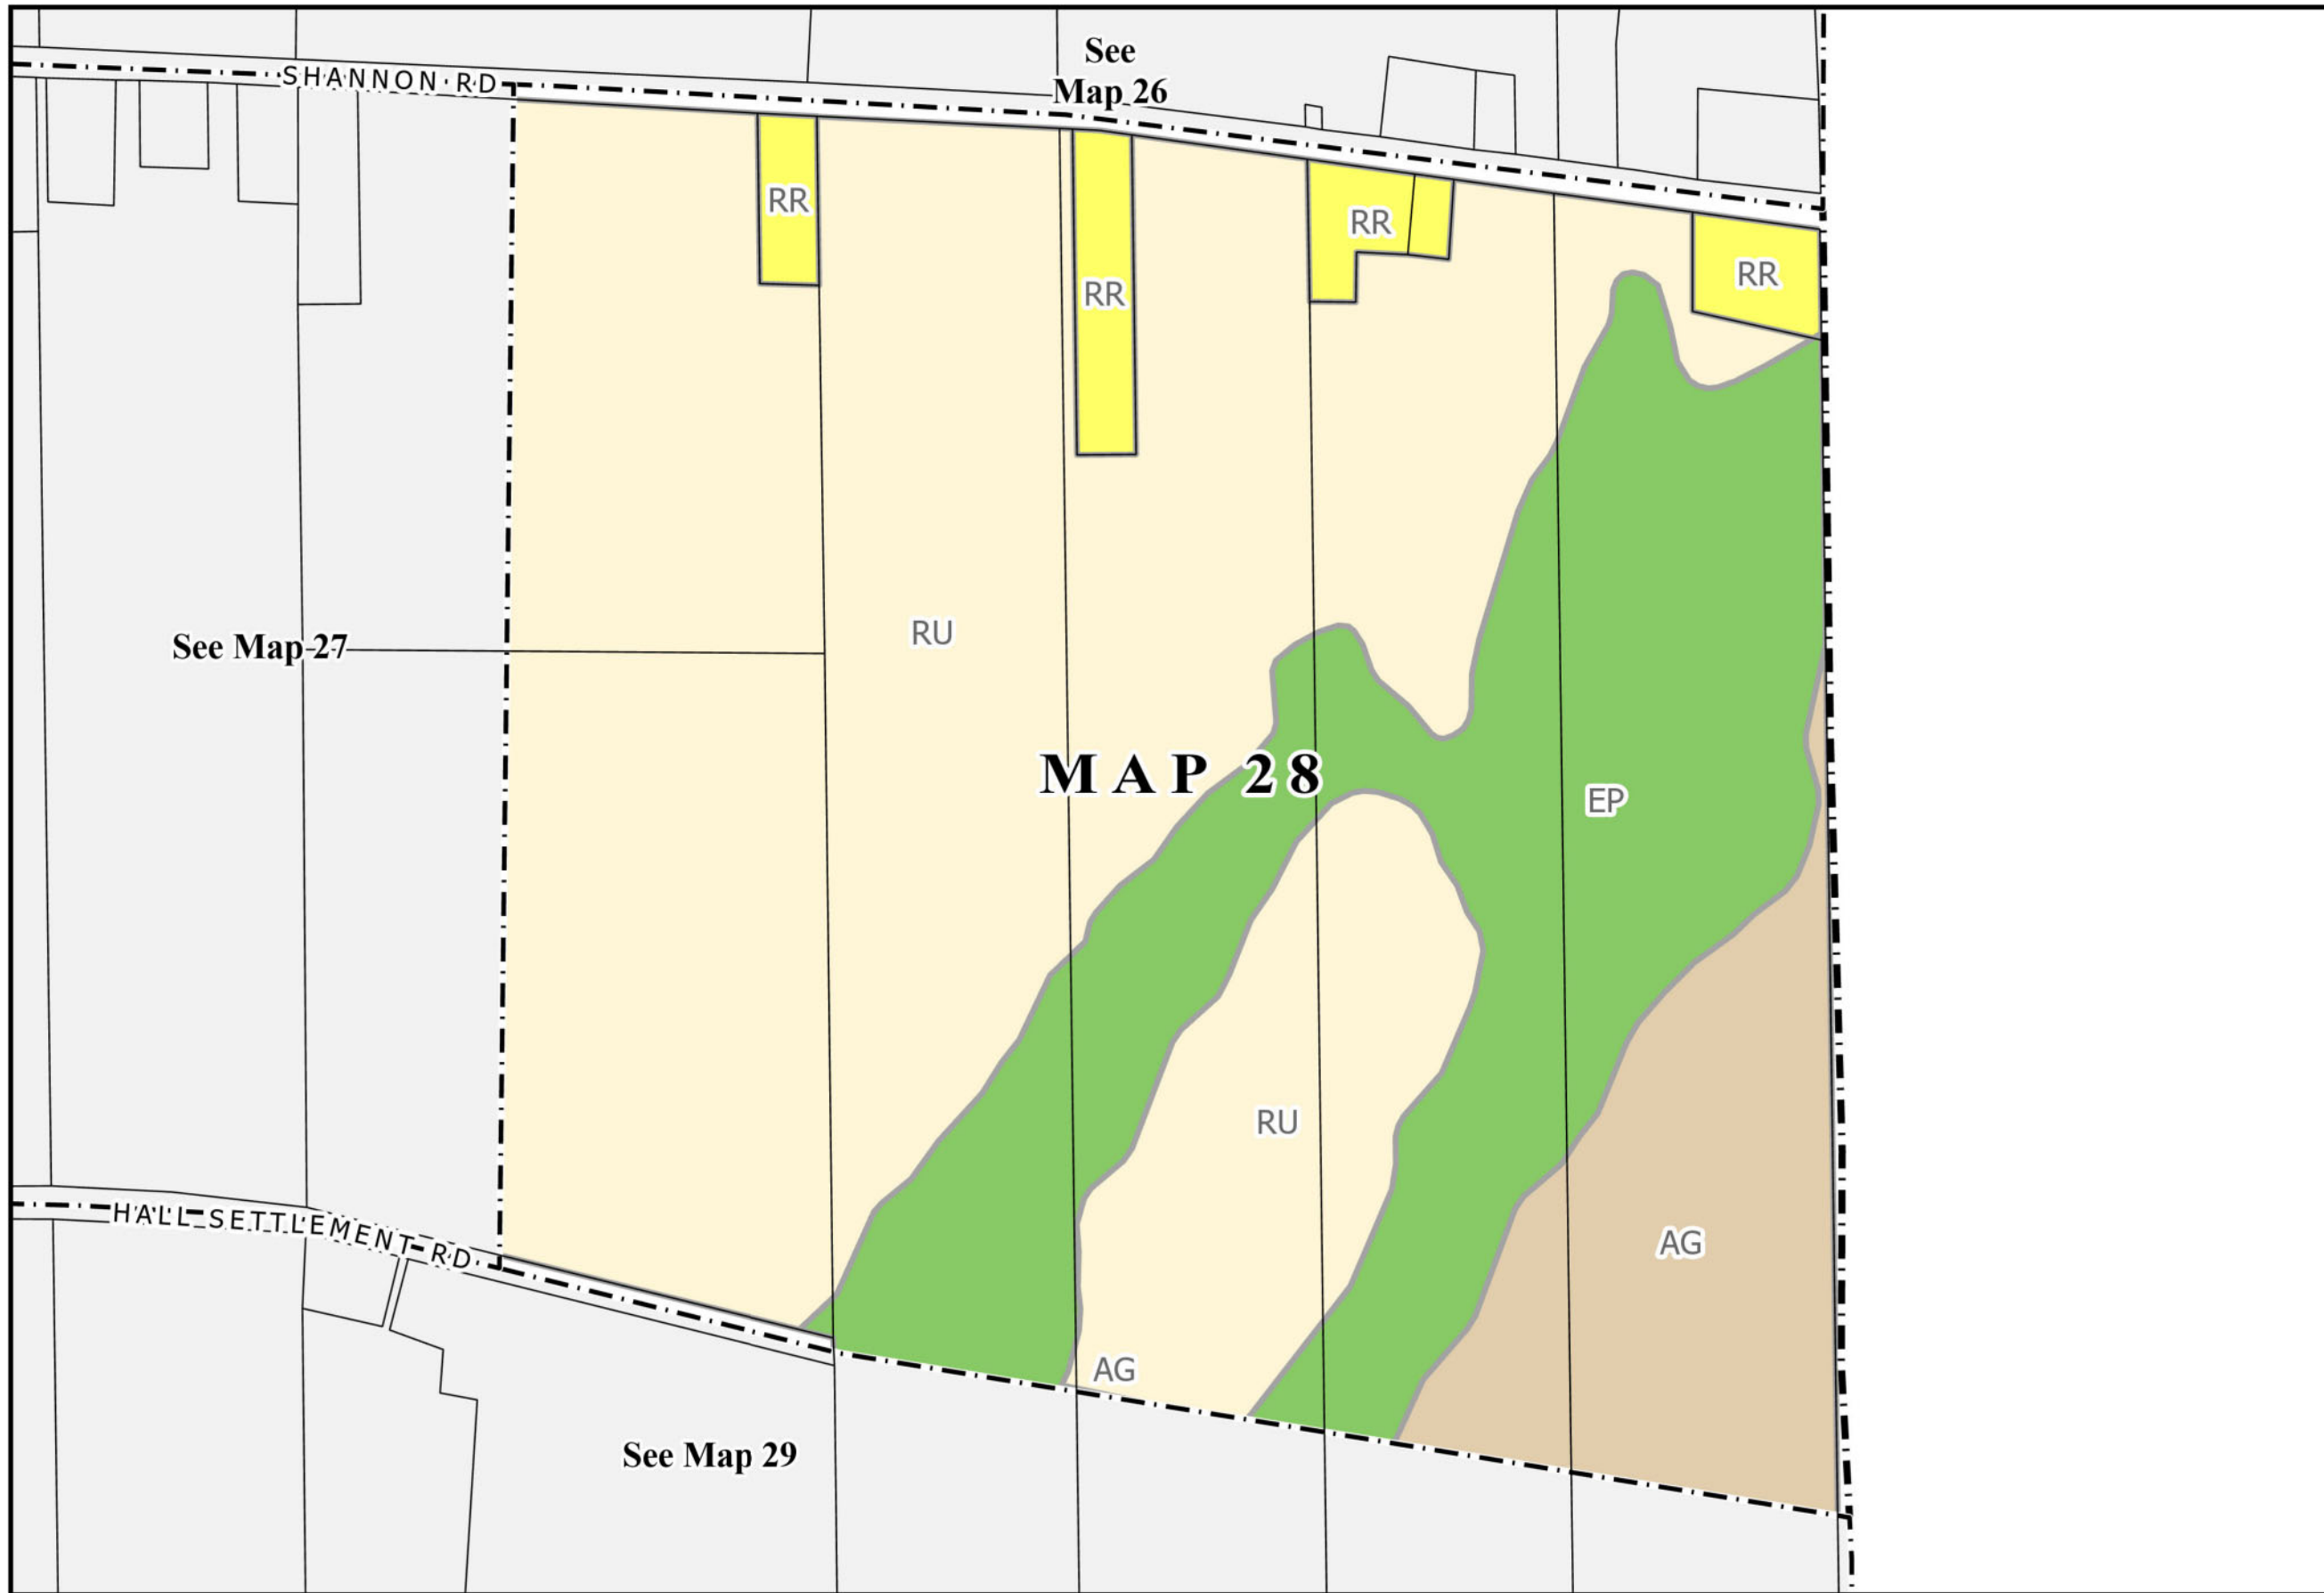 See
Map 26
SHANNON RD
RR
RR
RR
RR
RU
See Map 27
MAP 28
EP
RU
HALL SETTLEMENT RD
AG
AG
See Map 29